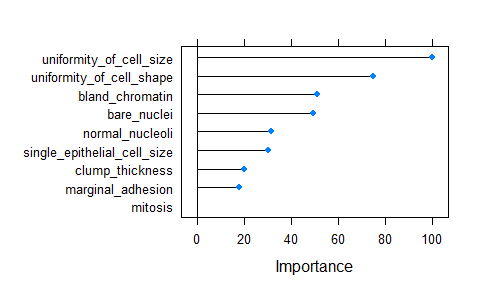 uniformity_of_cell_size
uniformity_of_cell_shape
bland_chromatin
bare_nuclei
normal_nucleoli
single_epithelial_cell_size
clump_thickness
marginal_adhesion
mitosis
0 20 40 60 80 100
Importance